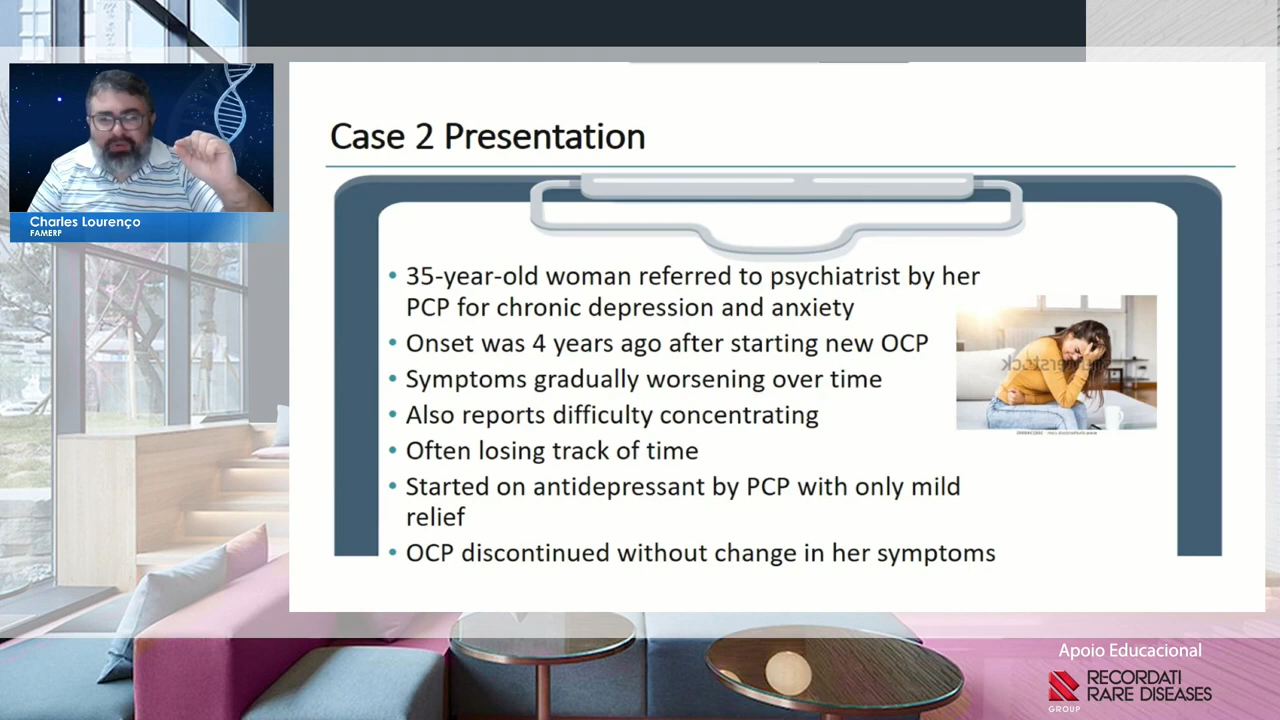 Case 2 Presentation
Charles Lourenço
FAMERP
• 35-year-old woman referred to psychiatrist by her
PCP for chronic depression and anxiety
• Onset was 4 years ago after starting new OCP
• Symptoms gradually worsening over time
• Also reports difficulty concentrating
• Often losing track of time
• Started on antidepressant by PCP with only mild
relief
• OCP discontinued without change in her symptoms
shutterstock
Apoio Educacional
RECORDATI
RARE DISEASES
GROUP